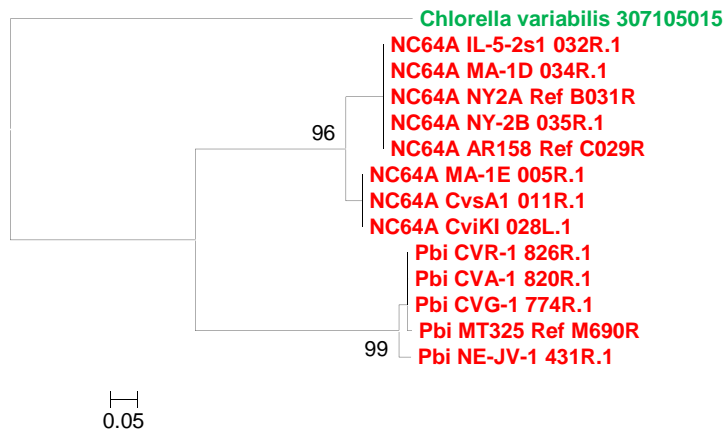 Chlorella variabilis 307105015
NC64A IL-5-2s1 032R.1
NC64A MA-1D 034R.1
NC64A NY2A Ref B031R
NC64A NY-2B 035R.1
NC64A AR158 Ref C029R
96
NC64A MA-1E 005R.1
NC64A CvsA1 011R.1
NC64A CviKI 028L.1
Pbi CVR-1 826R.1
Pbi CVA-1 820R.1
Pbi CVG-1 774R.1
Pbi MT325 Ref M690R
99
Pbi NE-JV-1 431R.1
0.05